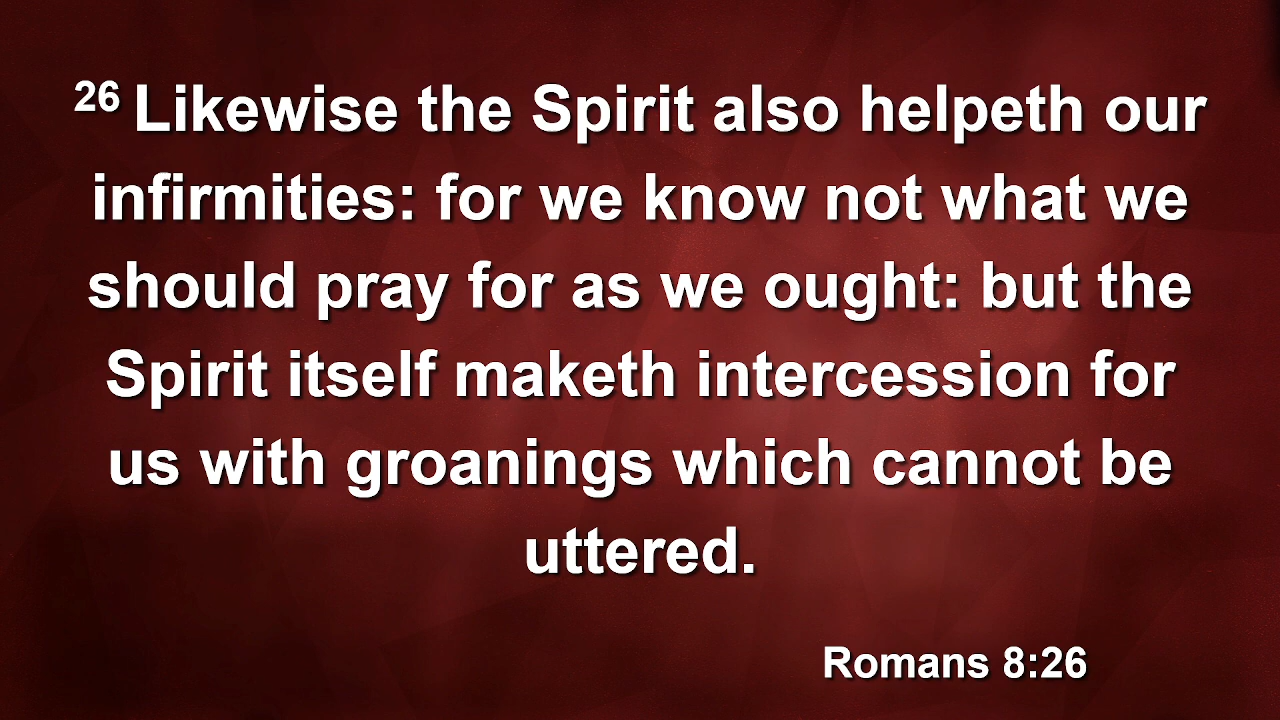 26 Likewise the Spirit also helpeth our
infirmities: for we know not what we
should pray for as we ought: but the
Spirit itself maketh intercession for
us with groanings which cannot be
uttered.
Romans 8:26